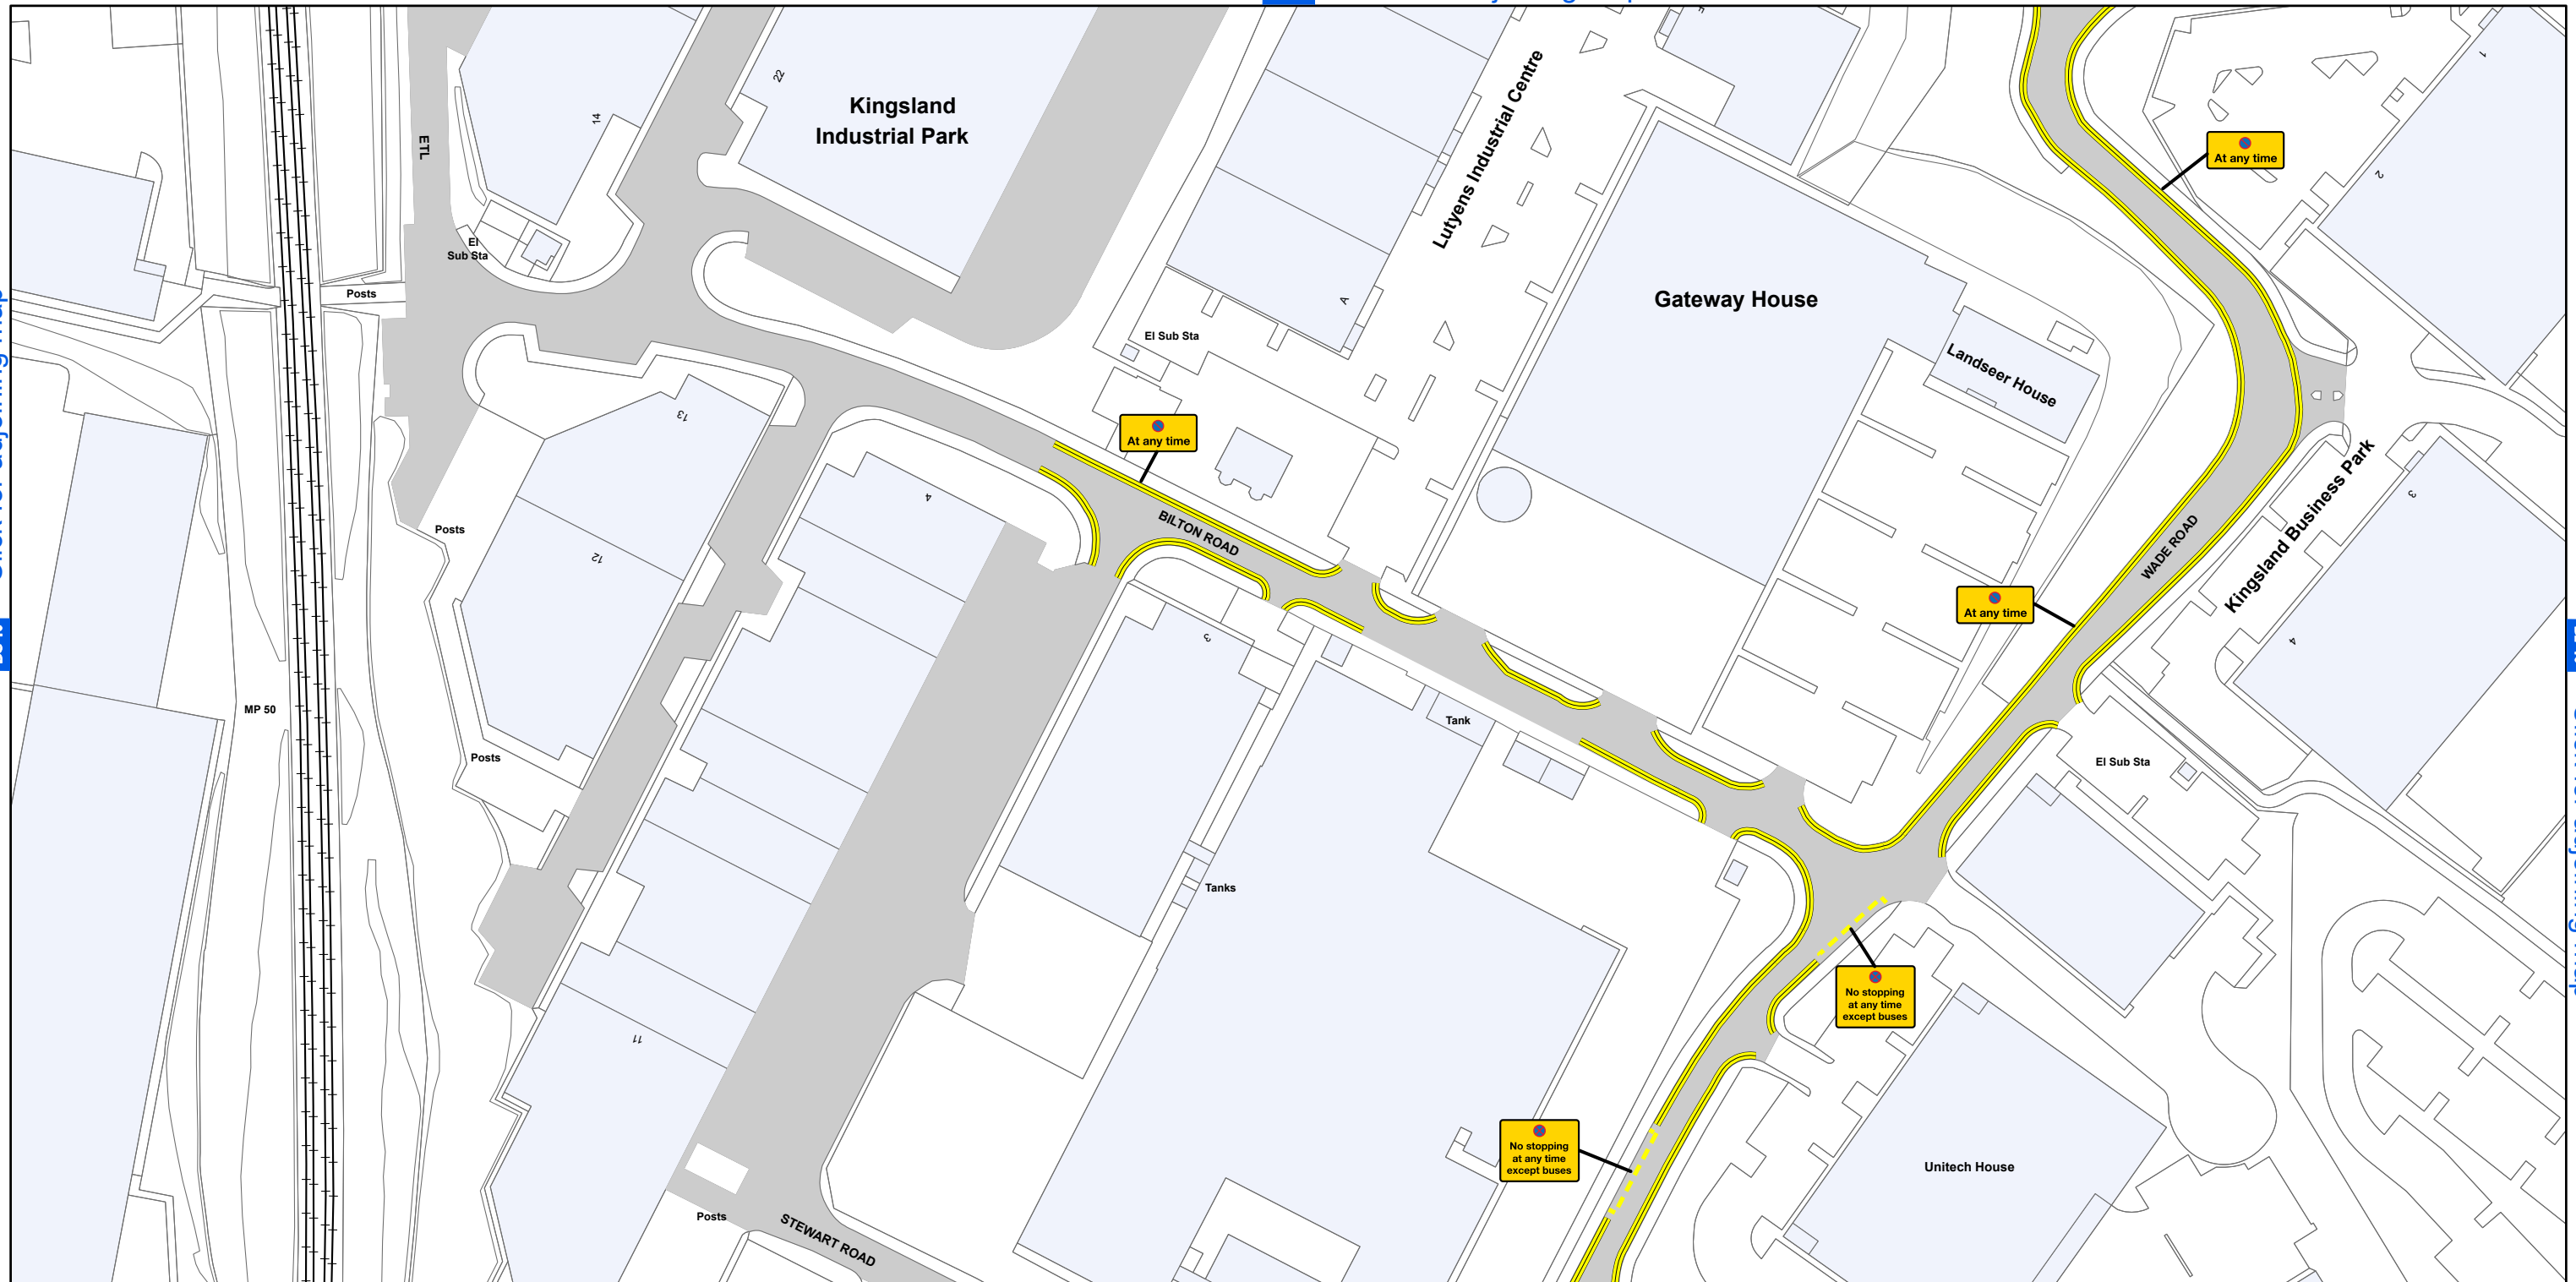 Kingsland
Industrial Park
22
14
ETL
El
Sub Sta
Posts
13
12
Posts
Posts
MP 50
4
11
Posts
STEWART ROAD
Lutyens Industrial Centre
A
El Sub Sta
At any time
BILTON ROAD
3
Tank
Tanks
Gateway House
Landseer House
At any time
1
2
At any time
WADE ROAD
Kingsland Business Park
3
4
El Sub Sta
No stopping
at any time
except buses
No stopping
at any time
except buses
Unitech House